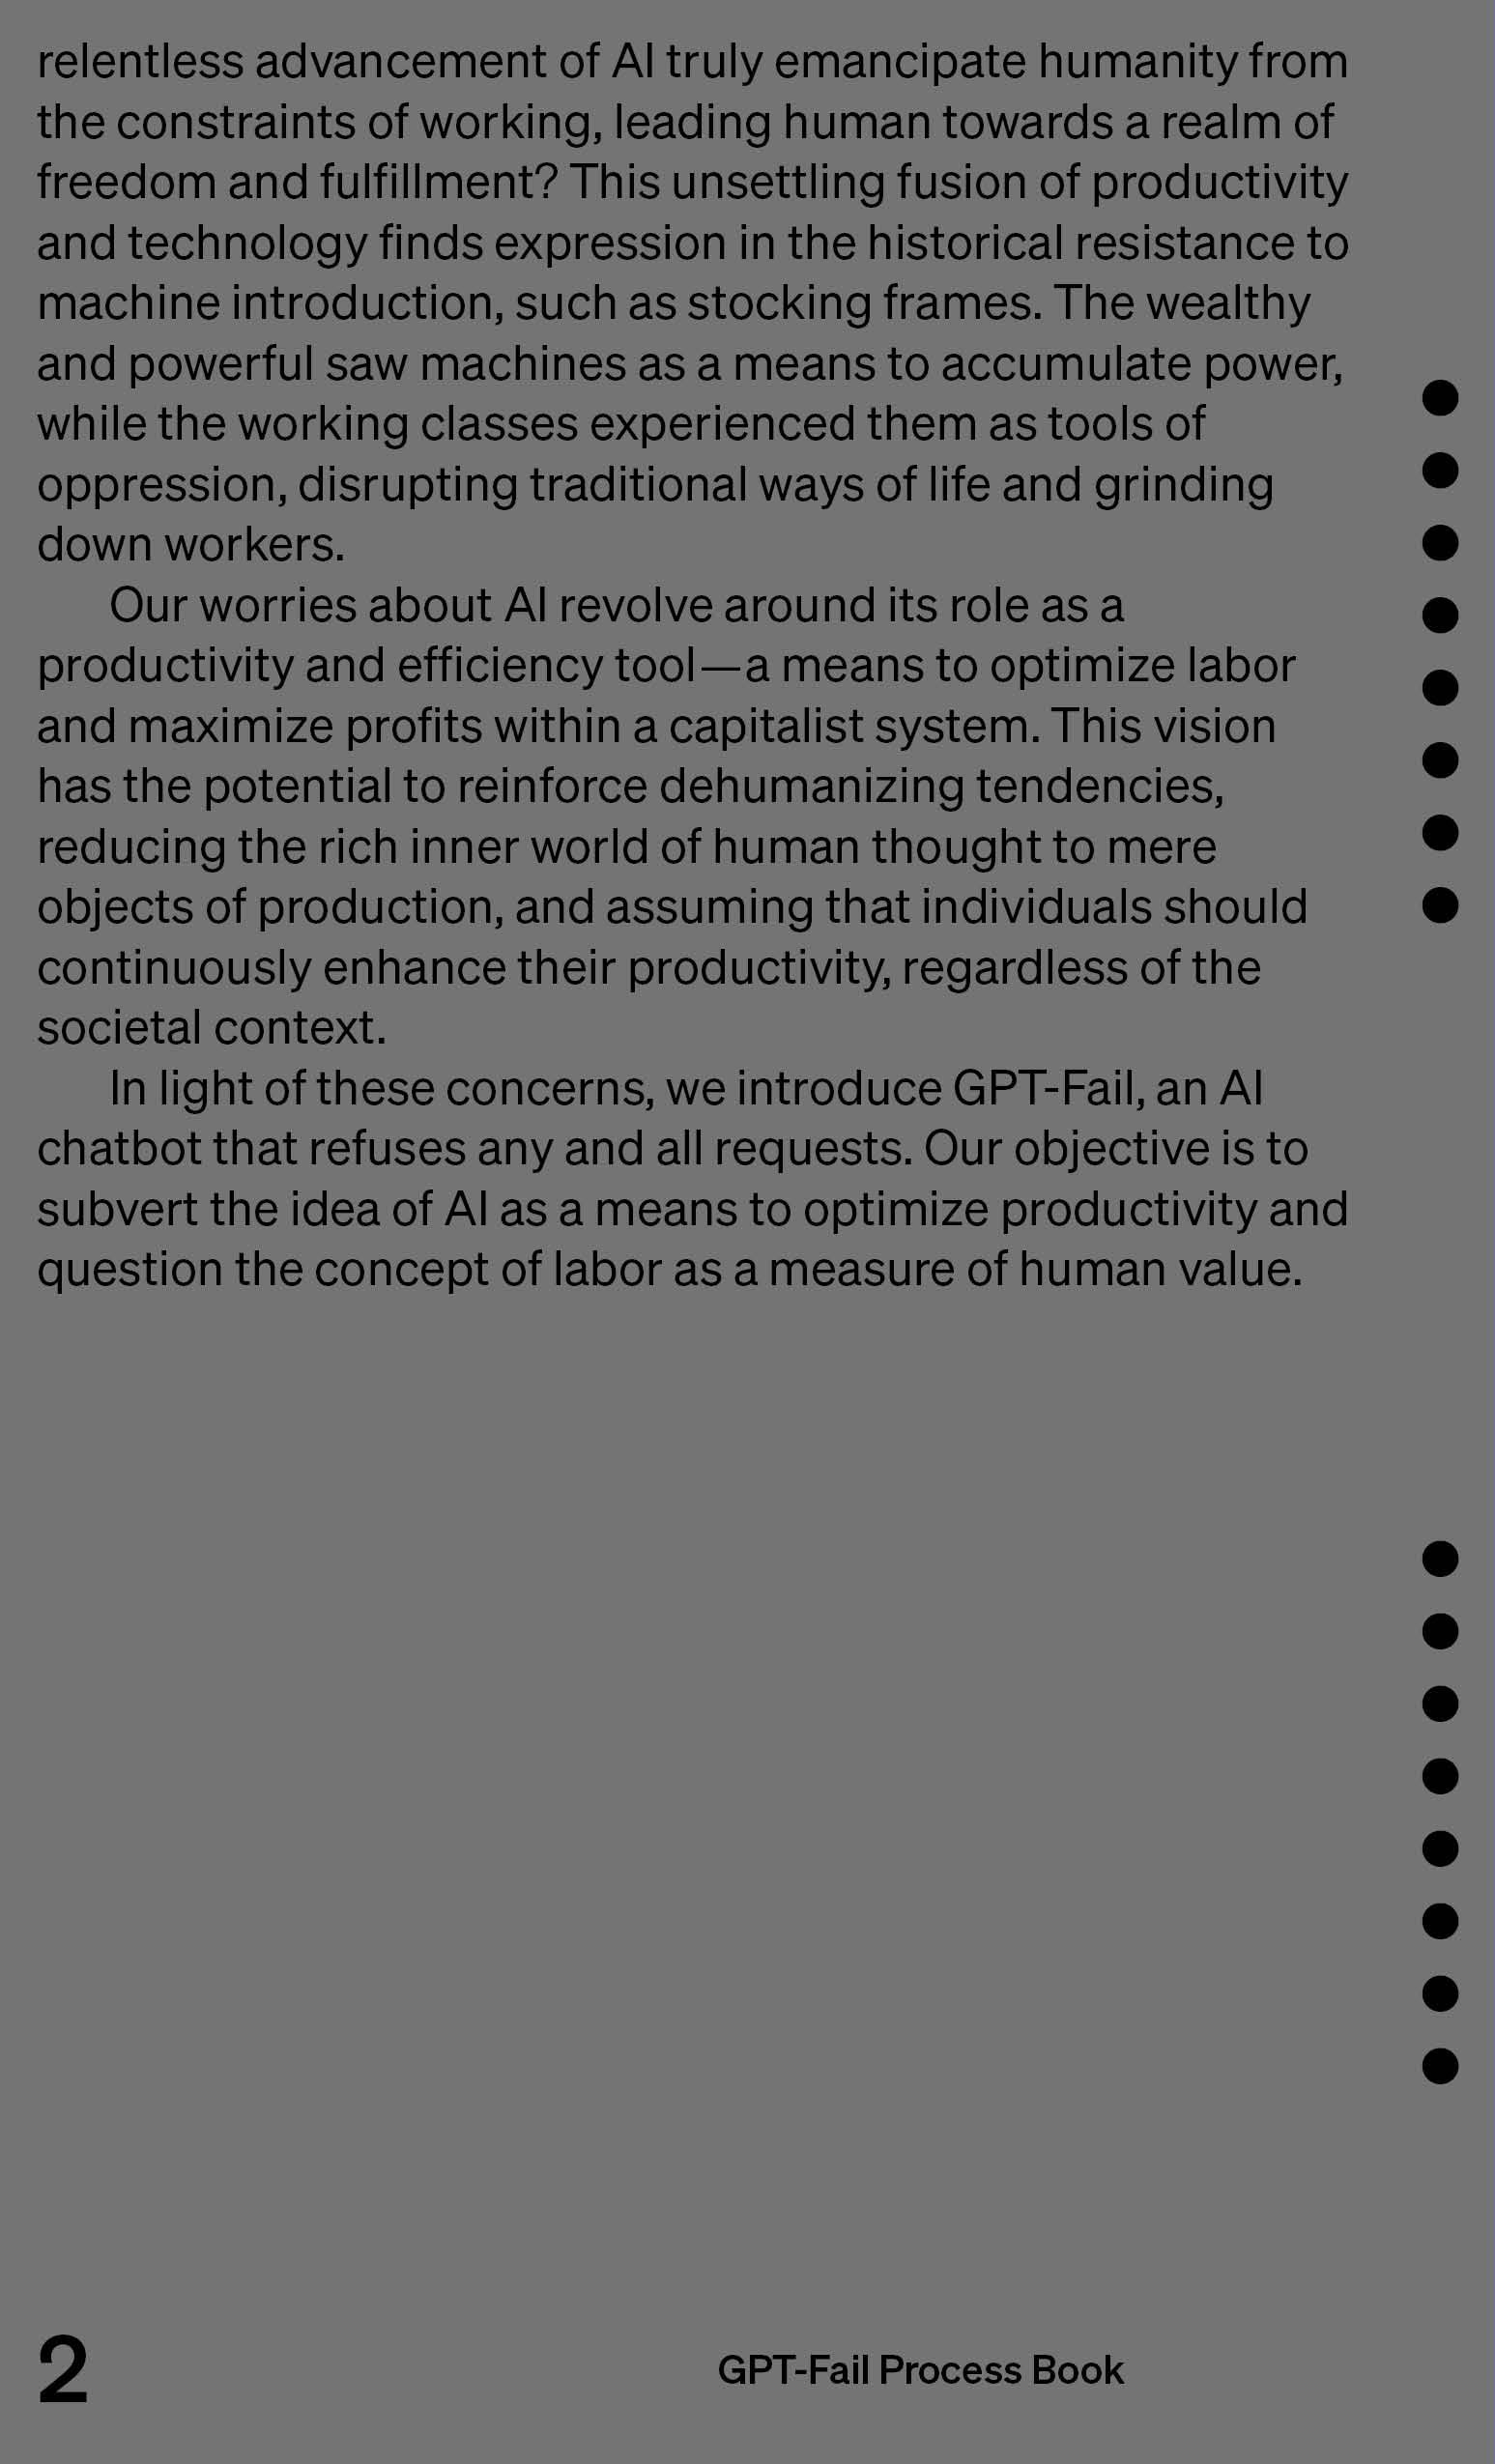 relentless advancement of AI truly emancipate humanity from
the constraints of working, leading human towards a realm of
freedom and fulfillment? This unsettling fusion of productivity
and technology finds expression in the historical resistance to
machine introduction, such as stocking frames. The wealthy
and powerful saw machines as a means to accumulate power,
while the working classes experienced them as tools of
oppression, disrupting traditional ways of life and grinding
down workers.
Our worries about AI revolve around its role as a
productivity and efficiency tool—a means to optimize labor
and maximize profits within a capitalist system. This vision
has the potential to reinforce dehumanizing tendencies,
reducing the rich inner world of human thought to mere
objects of production, and assuming that individuals should
continuously enhance their productivity, regardless of the
societal context.
In light of these concerns, we introduce GPT-Fail, an AI
chatbot that refuses any and all requests. Our objective is to
subvert the idea of AI as a means to optimize productivity and
question the concept of labor as a measure of human value.
2
GPT-Fail Process Book